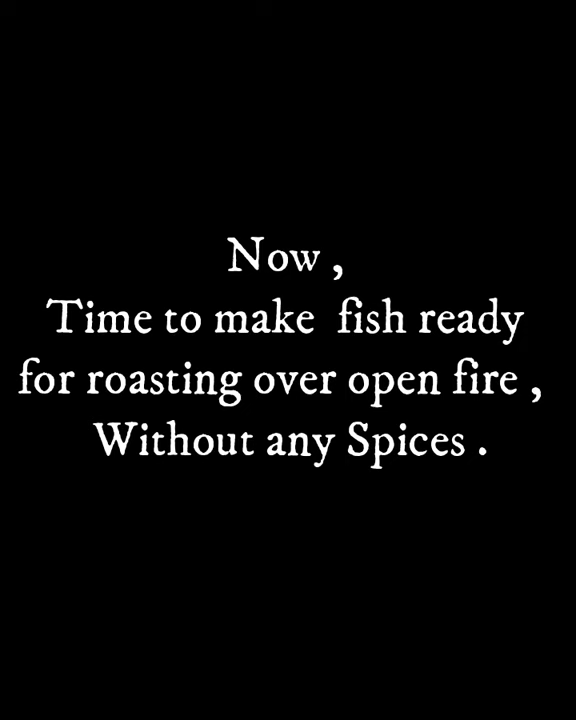 Now ,
Time to make  fish ready
for roasting over open fire ,
Without any Spices .